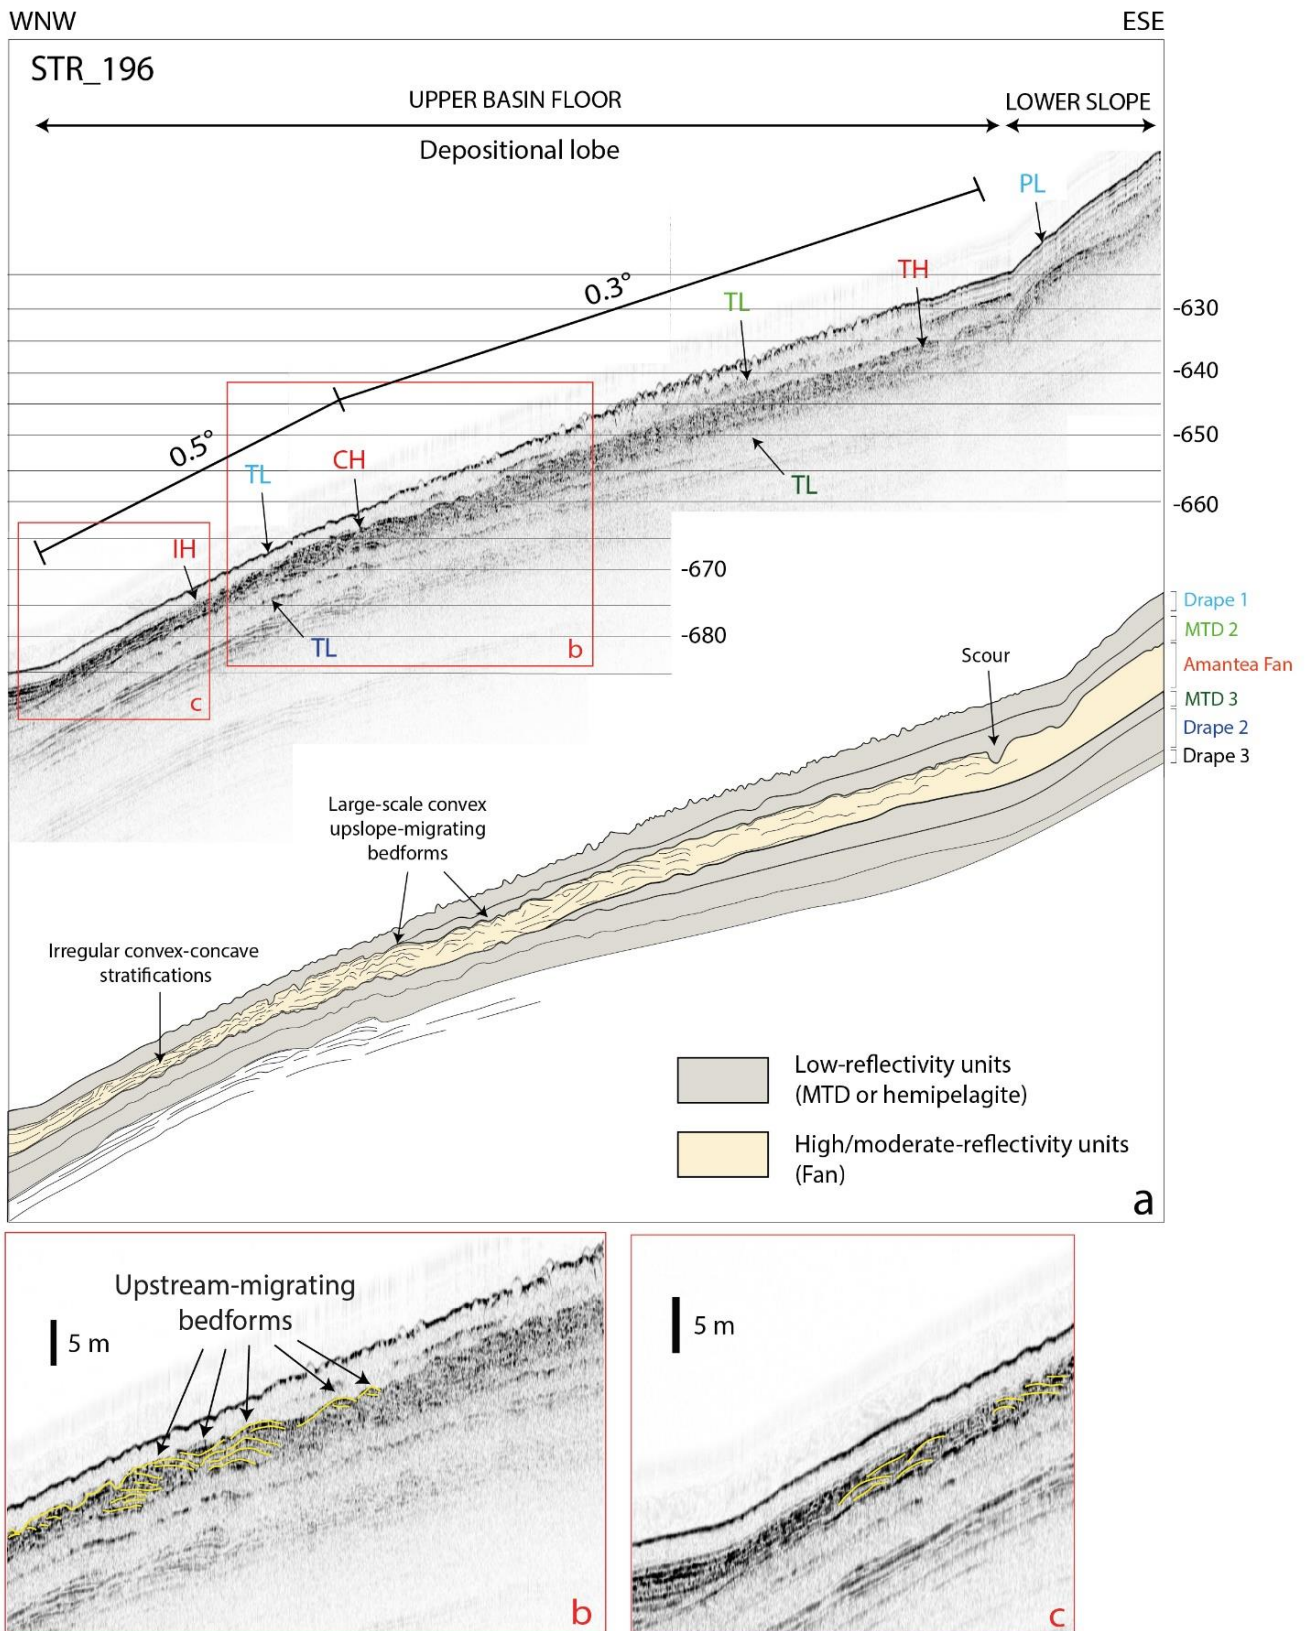 WNW
ESE
STR_196
UPPER BASIN FLOOR
LOWER SLOPE
Depositional lobe
PL
0.3°
TH
TL
-630
-640
0.5°
TL
CH
-650
TL
-660
IH
-670
TL
-680
b
c
Drape 1
MTD 2
Amantea Fan
MTD 3
Drape 2
Drape 3
Scour
Large-scale convex
upslope-migrating
bedforms
Irregular convex-concave
stratifications
Low-reflectivity units
(MTD or hemipelagite)
High/moderate-reflectivity units
(Fan)
a
Upstream-migrating
bedforms
5 m
b
5 m
c